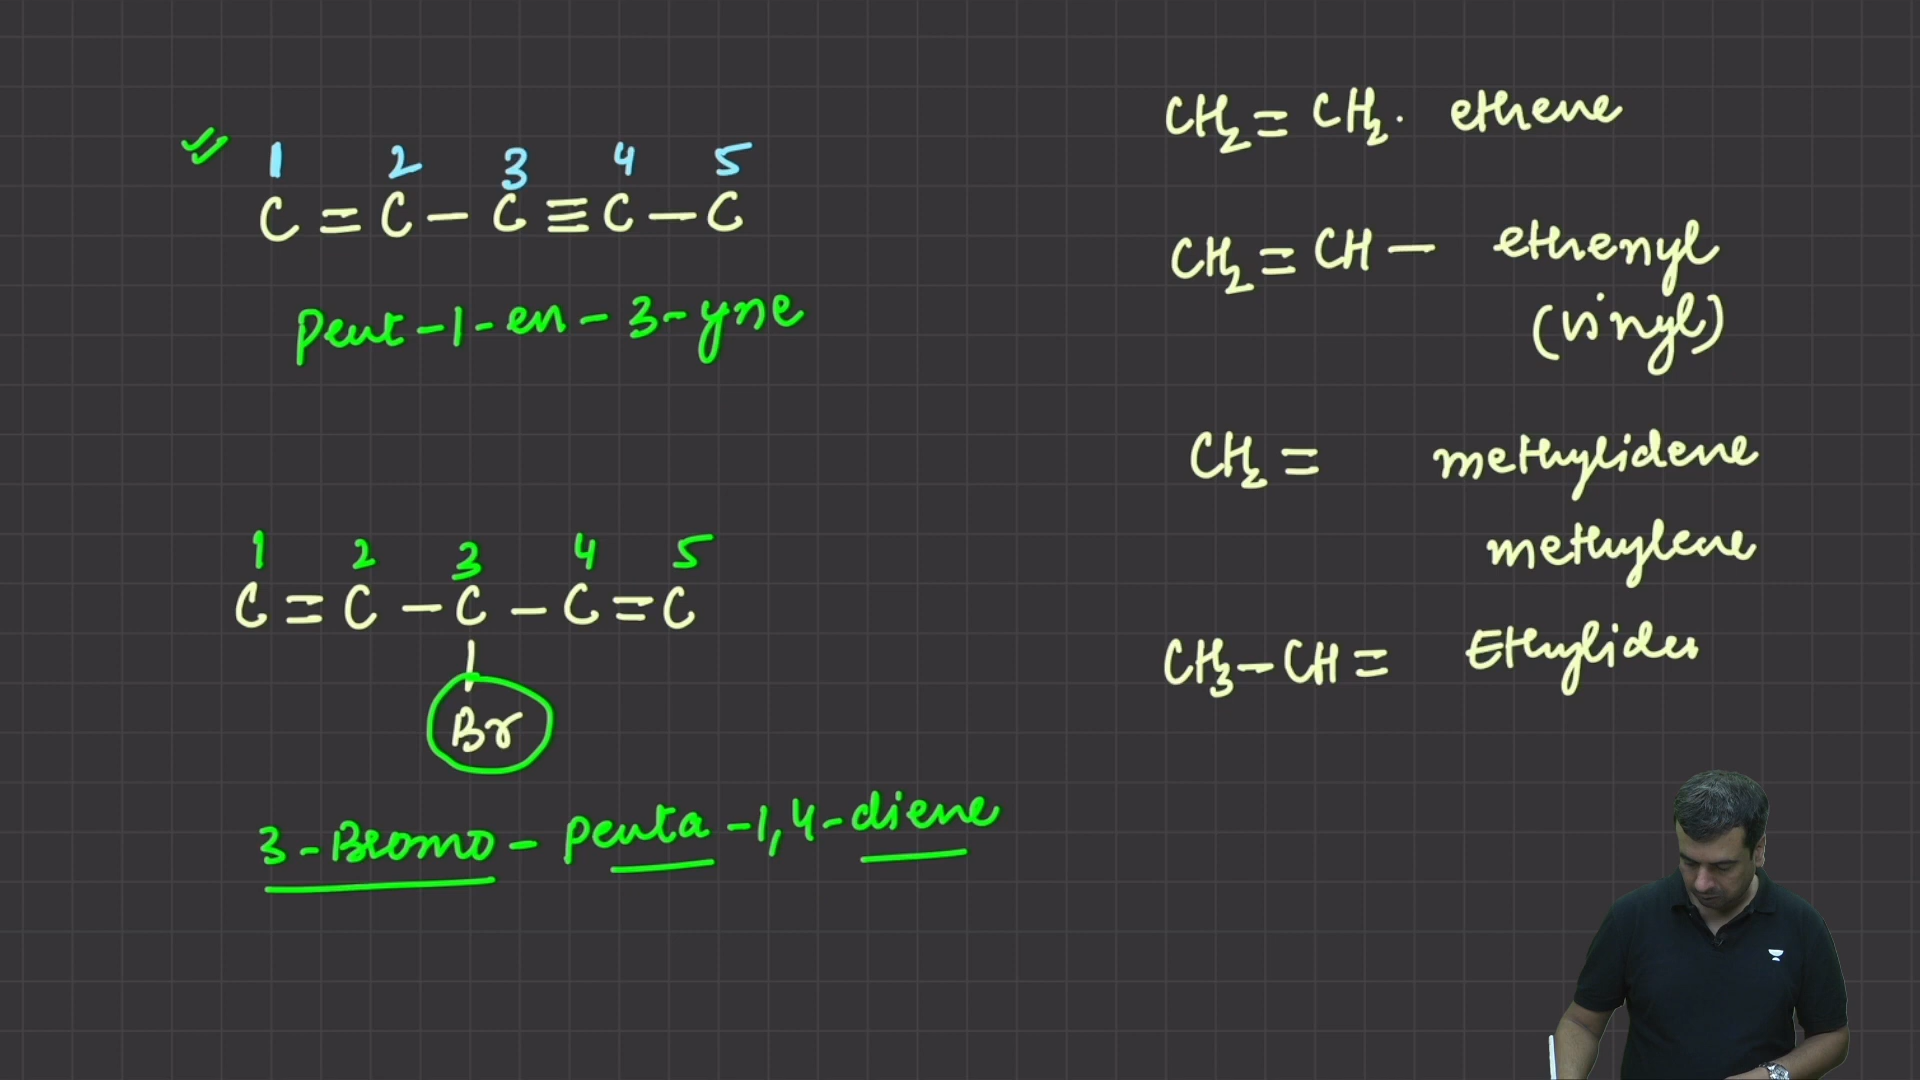 1 2 3 4 5
C = C – C ≡ C – C
Pent-1-en-3-yne
1 2 3 4 5
C = C – C – C = C
Br
3-Bromo-Penta-1,4-diene
CH₂ = CH₂. ethene
CH₂ = CH – ethenyl
(vinyl)
CH₂ = methylidene
methylene
CH₃ – CH =